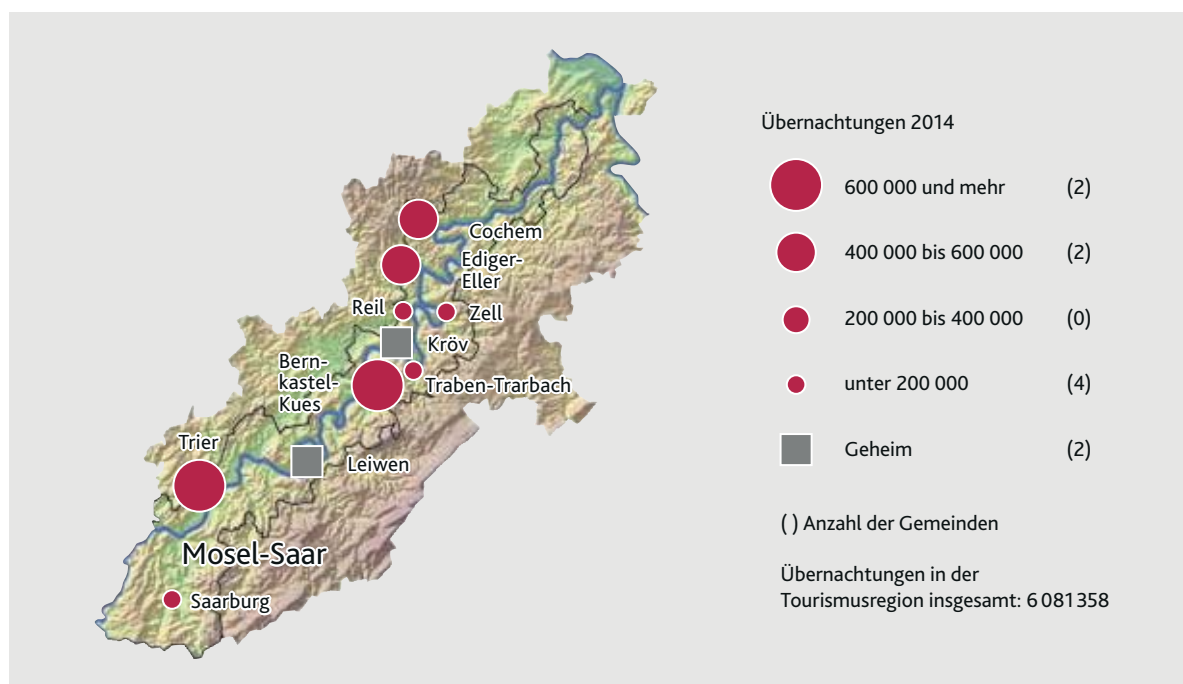 Übernachtungen 2014
600 000 und mehr (2)
400 000 bis 600 000 (2)
200 000 bis 400 000 (0)
unter 200 000 (4)
Geheim (2)
( ) Anzahl der Gemeinden
Übernachtungen in der
Tourismusregion insgesamt: 6 081 358
Cochem
Ediger-
Eller
Reil
Zell
Kröv
Bern-
kastel-
Kues
Traben-Trarbach
Trier
Leiwen
Mosel-Saar
Saarburg